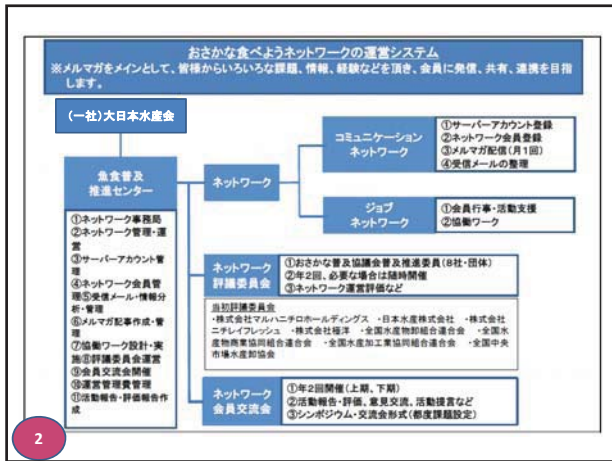 おさかな食べようネットワークの運営システム
※メルマガをメインとして、皆様からいろいろな課題、情報、経験などを頂き、会員に発信、共有、連携を目指
します。
(一社)大日本水産会
魚食普及
推進センター
①ネットワーク事務局
②ネットワーク管理・運
営
③サーバーアカウント管
理
④ネットワーク会員管
理⑤受信メール・情報分
析・管理
⑥メルマガ記事作成・管
理
⑦協働ワーク設計・実
施⑧評議委員会運営
⑨会員交流会開催
⑩運営管理費管理
⑪活動報告・評価報告作
成
ネットワーク
コミュニケーション
ネットワーク
①サーバーアカウント登録
②ネットワーク会員登録
③メルマガ配信(月1回)
④受信メールの整理
ジョブ
ネットワーク
①会員行事・活動支援
②協働ワーク
ネットワーク
評議委員会
①おさかな普及協議会普及推進委員(8社・団体)
②年2回、必要な場合は随時開催
③ネットワーク運営評価など
当初評議委員会
・株式会社マルハニチロホールディングス ・日本水産株式会社 ・株式会社
ニチレイフレッシュ ・株式会社極洋 ・全国水産物卸組合連合会 ・全国水
産物商業協同組合連合会 ・全国水産加工業協同組合連合会 ・全国中央
市場水産卸協会
ネットワーク
会員交流会
①年2回開催(上期、下期)
②活動報告・評価、意見交流、活動提言など
③シンポジウム・交流会形式(都度課題設定)
2